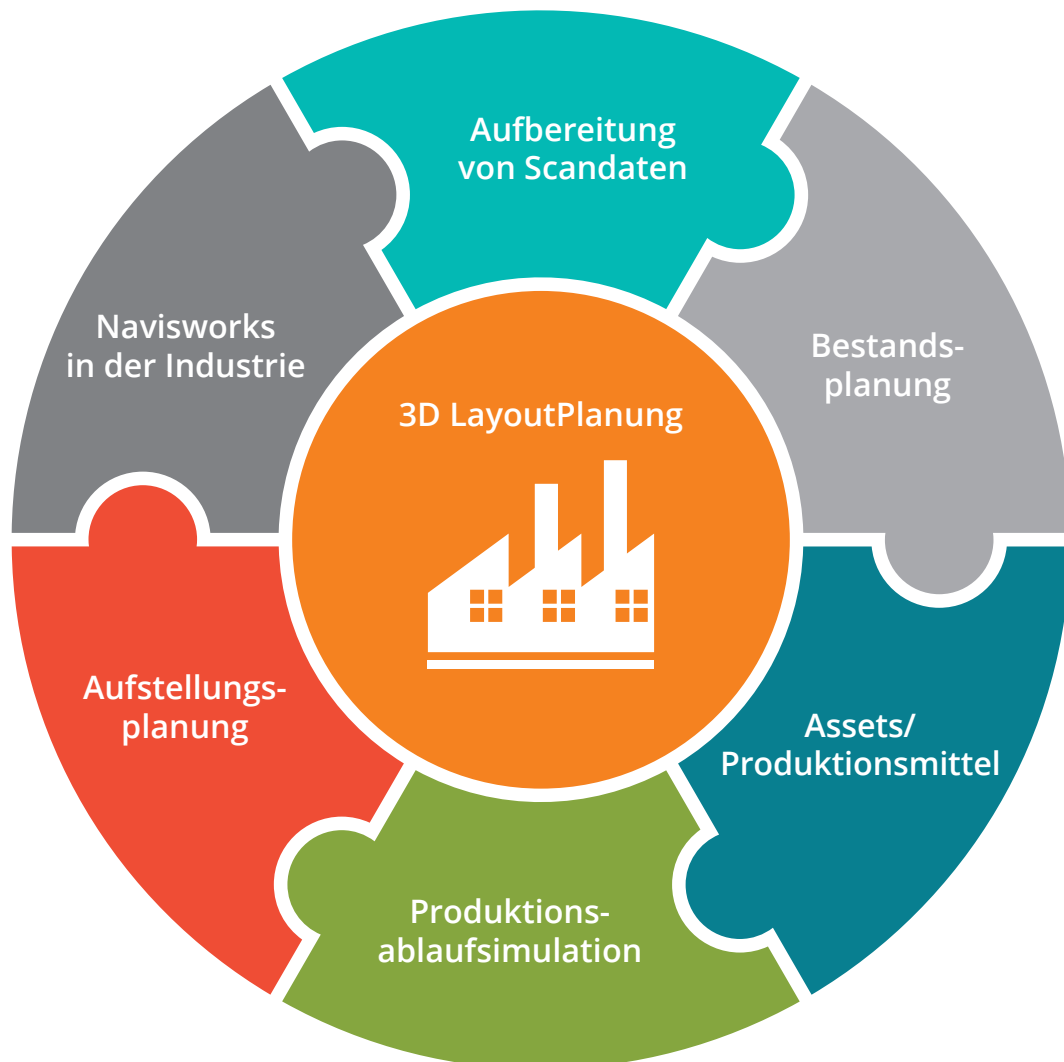 Aufbereitung
von Scandaten
Navisworks
in der Industrie
Bestands-
planung
3D LayoutPlanung
Aufstellungs-
planung
Assets/
Produktionsmittel
Produktions-
ablaufsimulation